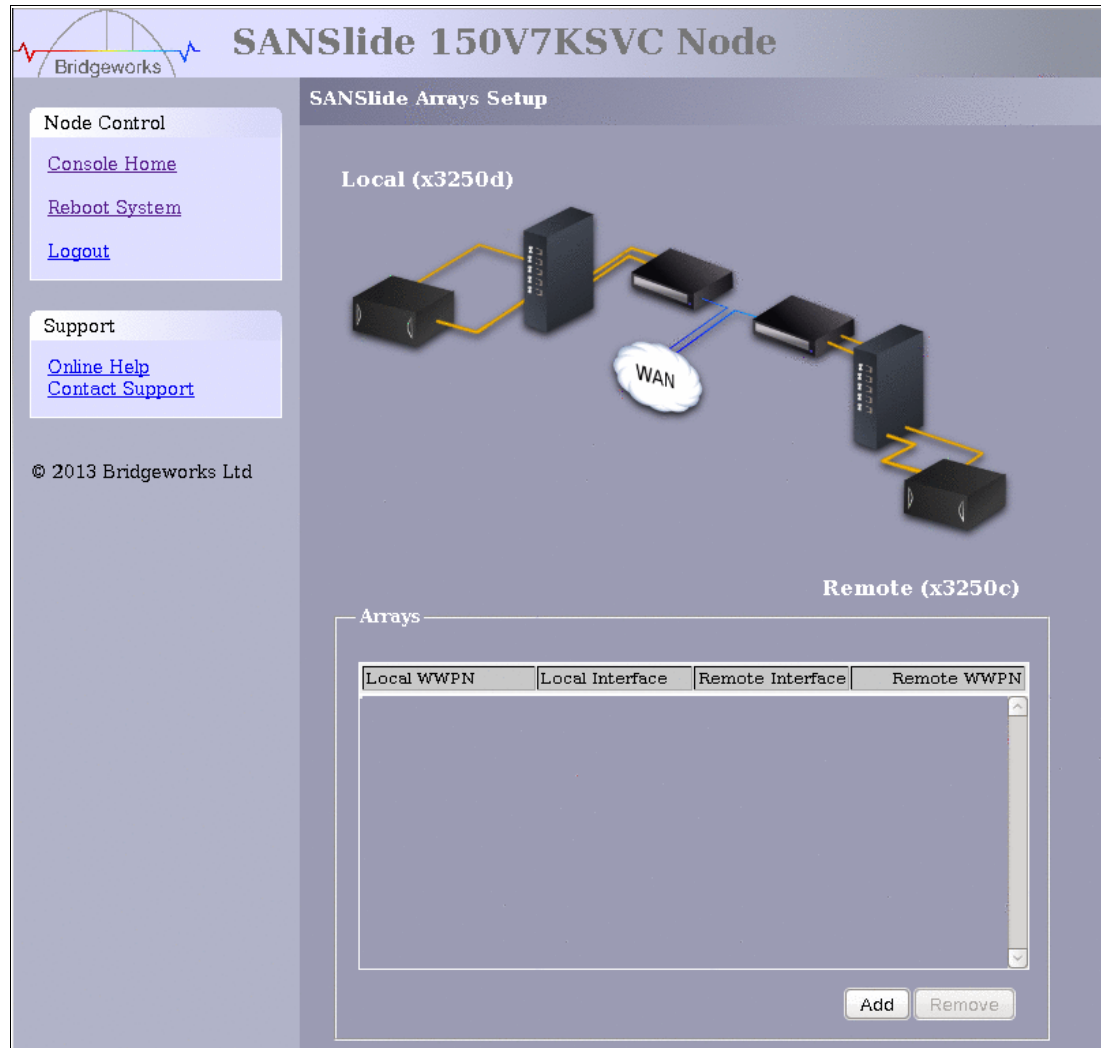 Bridgeworks
SANSlide 150V7KSVC Node
SANSlide Arrays Setup
Node Control
Console Home
Reboot System
Logout
Support
Online Help
Contact Support
© 2013 Bridgeworks Ltd
Local (x3250d)
WAN
Remote (x3250c)
Arrays
Local WWPN Local Interface Remote Interface Remote WWPN
Add Remove